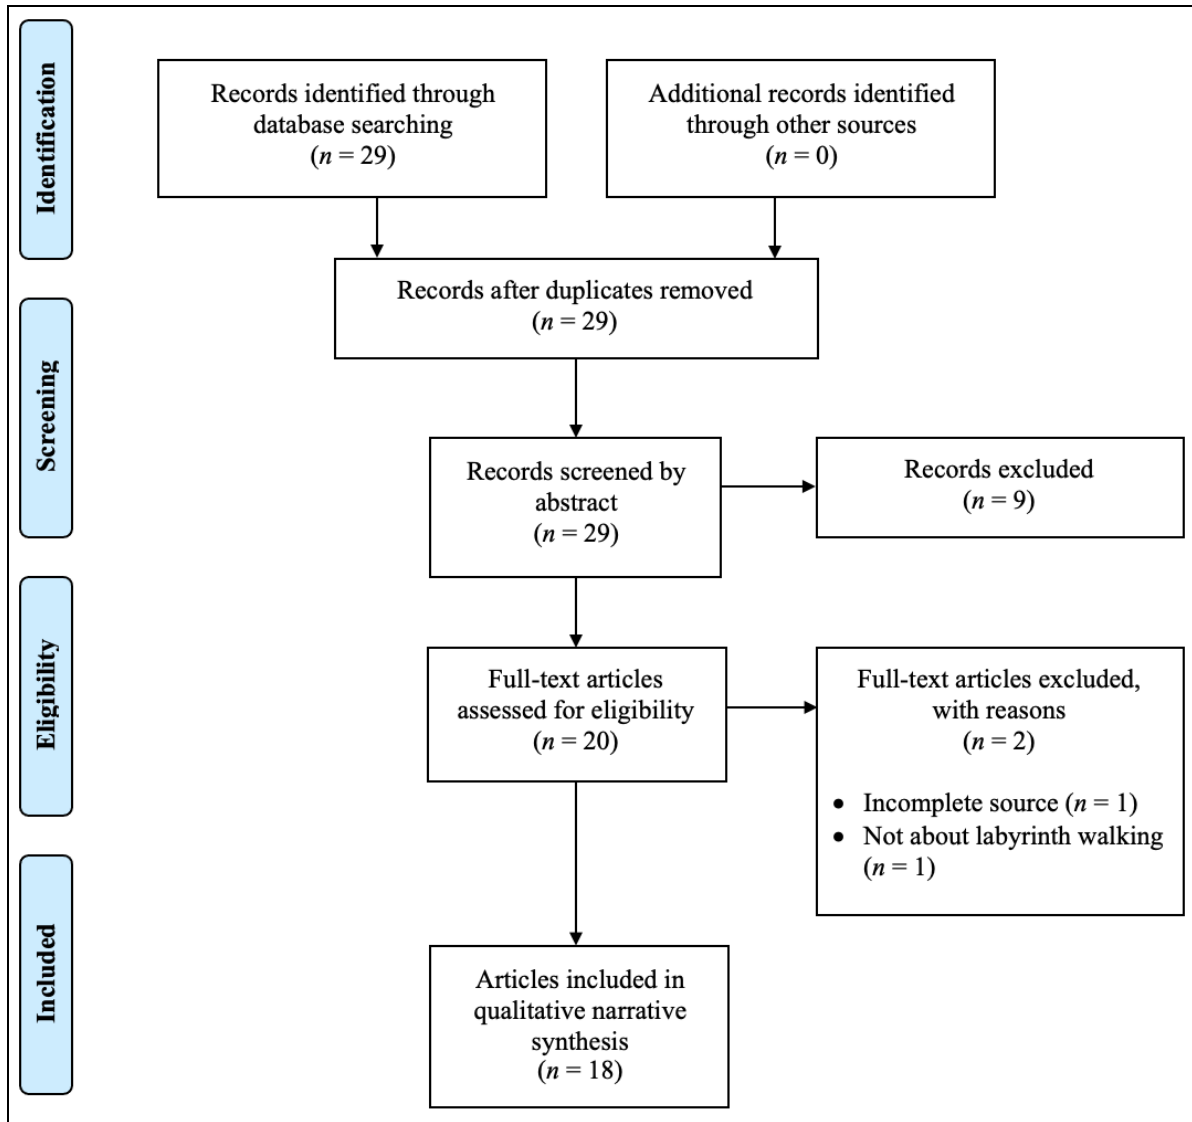 Identification
Records identified through
database searching
(n = 29)
Additional records identified
through other sources
(n = 0)
Records after duplicates removed
(n = 29)
Screening
Records screened by
abstract
(n = 29)
Records excluded
(n = 9)
Eligibility
Full-text articles
assessed for eligibility
(n = 20)
Full-text articles excluded,
with reasons
(n = 2)
• Incomplete source (n = 1)
• Not about labyrinth walking
(n = 1)
Included
Articles included in
qualitative narrative
synthesis
(n = 18)